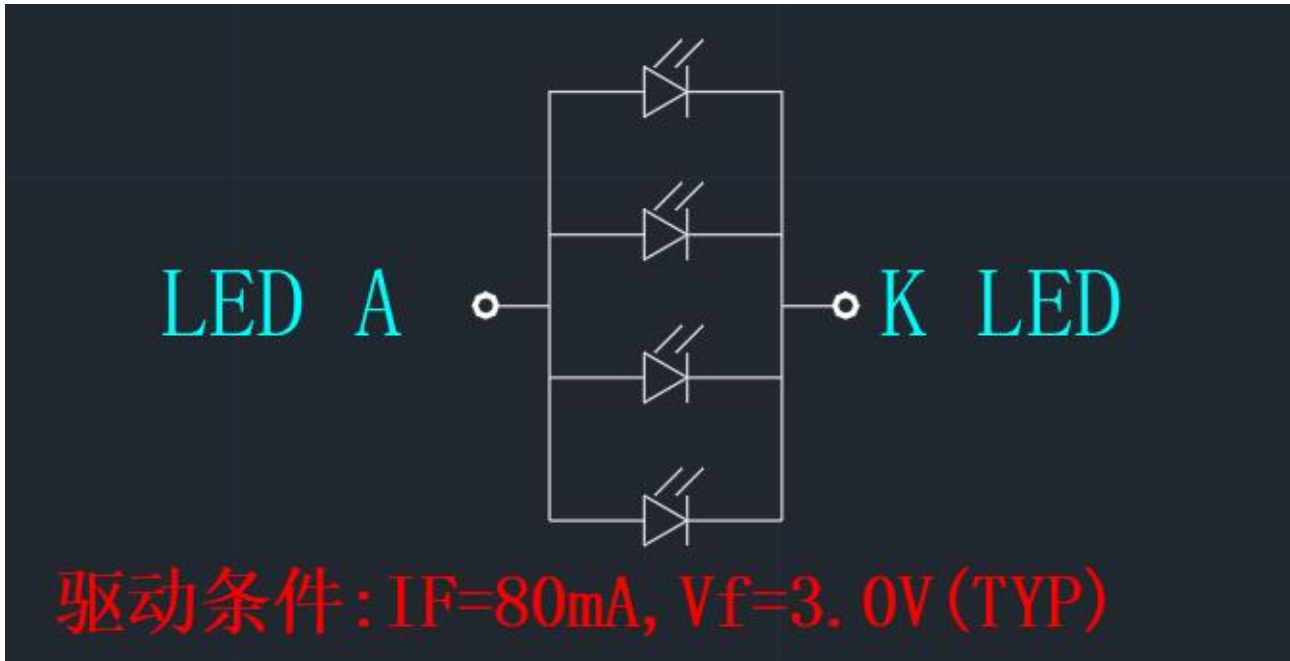 LED A
K LED
驱动条件:IF=80mA,Vf=3.0V(TYP)